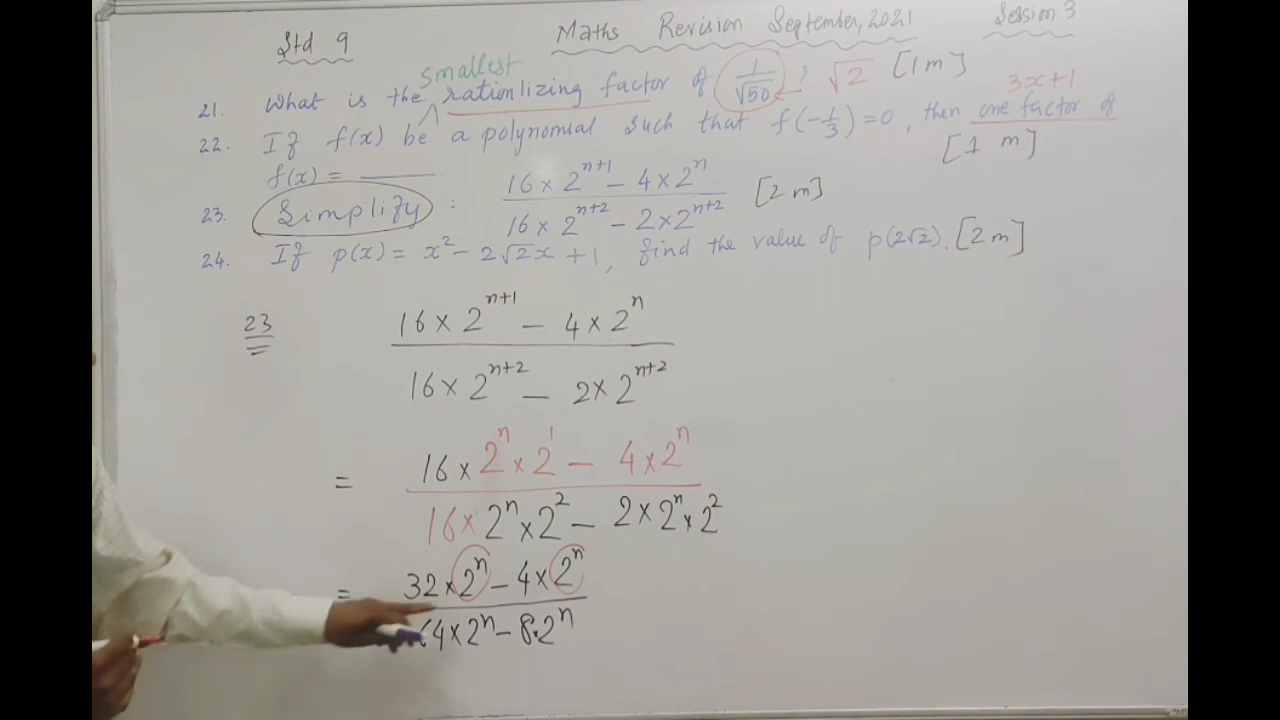 Std 9 Maths Revision September, 2021 Session 3
smallest
21. What is the rationlizing factor of 1/√50 ? √2 [1m]
3x+1
22. If f(x) be a polynomial such that f(-1/3)=0, then one factor of
f(x) = ______ [1 m]
23. Simplify : (16 × 2^(n+1) - 4 × 2^n) / (16 × 2^(n+2) - 2 × 2^(n+2)) [2 m]
24. If p(x) = x² - 2√2x + 1, find the value of p(2√2). [2 m]
23
16 × 2^(n+1) - 4 × 2^n
16 × 2^(n+2) - 2 × 2^(n+2)
16 × 2^n × 2^1 - 4 × 2^n
=
16 × 2^n × 2^2 - 2 × 2^n × 2^2
32 × 2^n - 4 × 2^n
=
4 × 2^n - 8 × 2^n